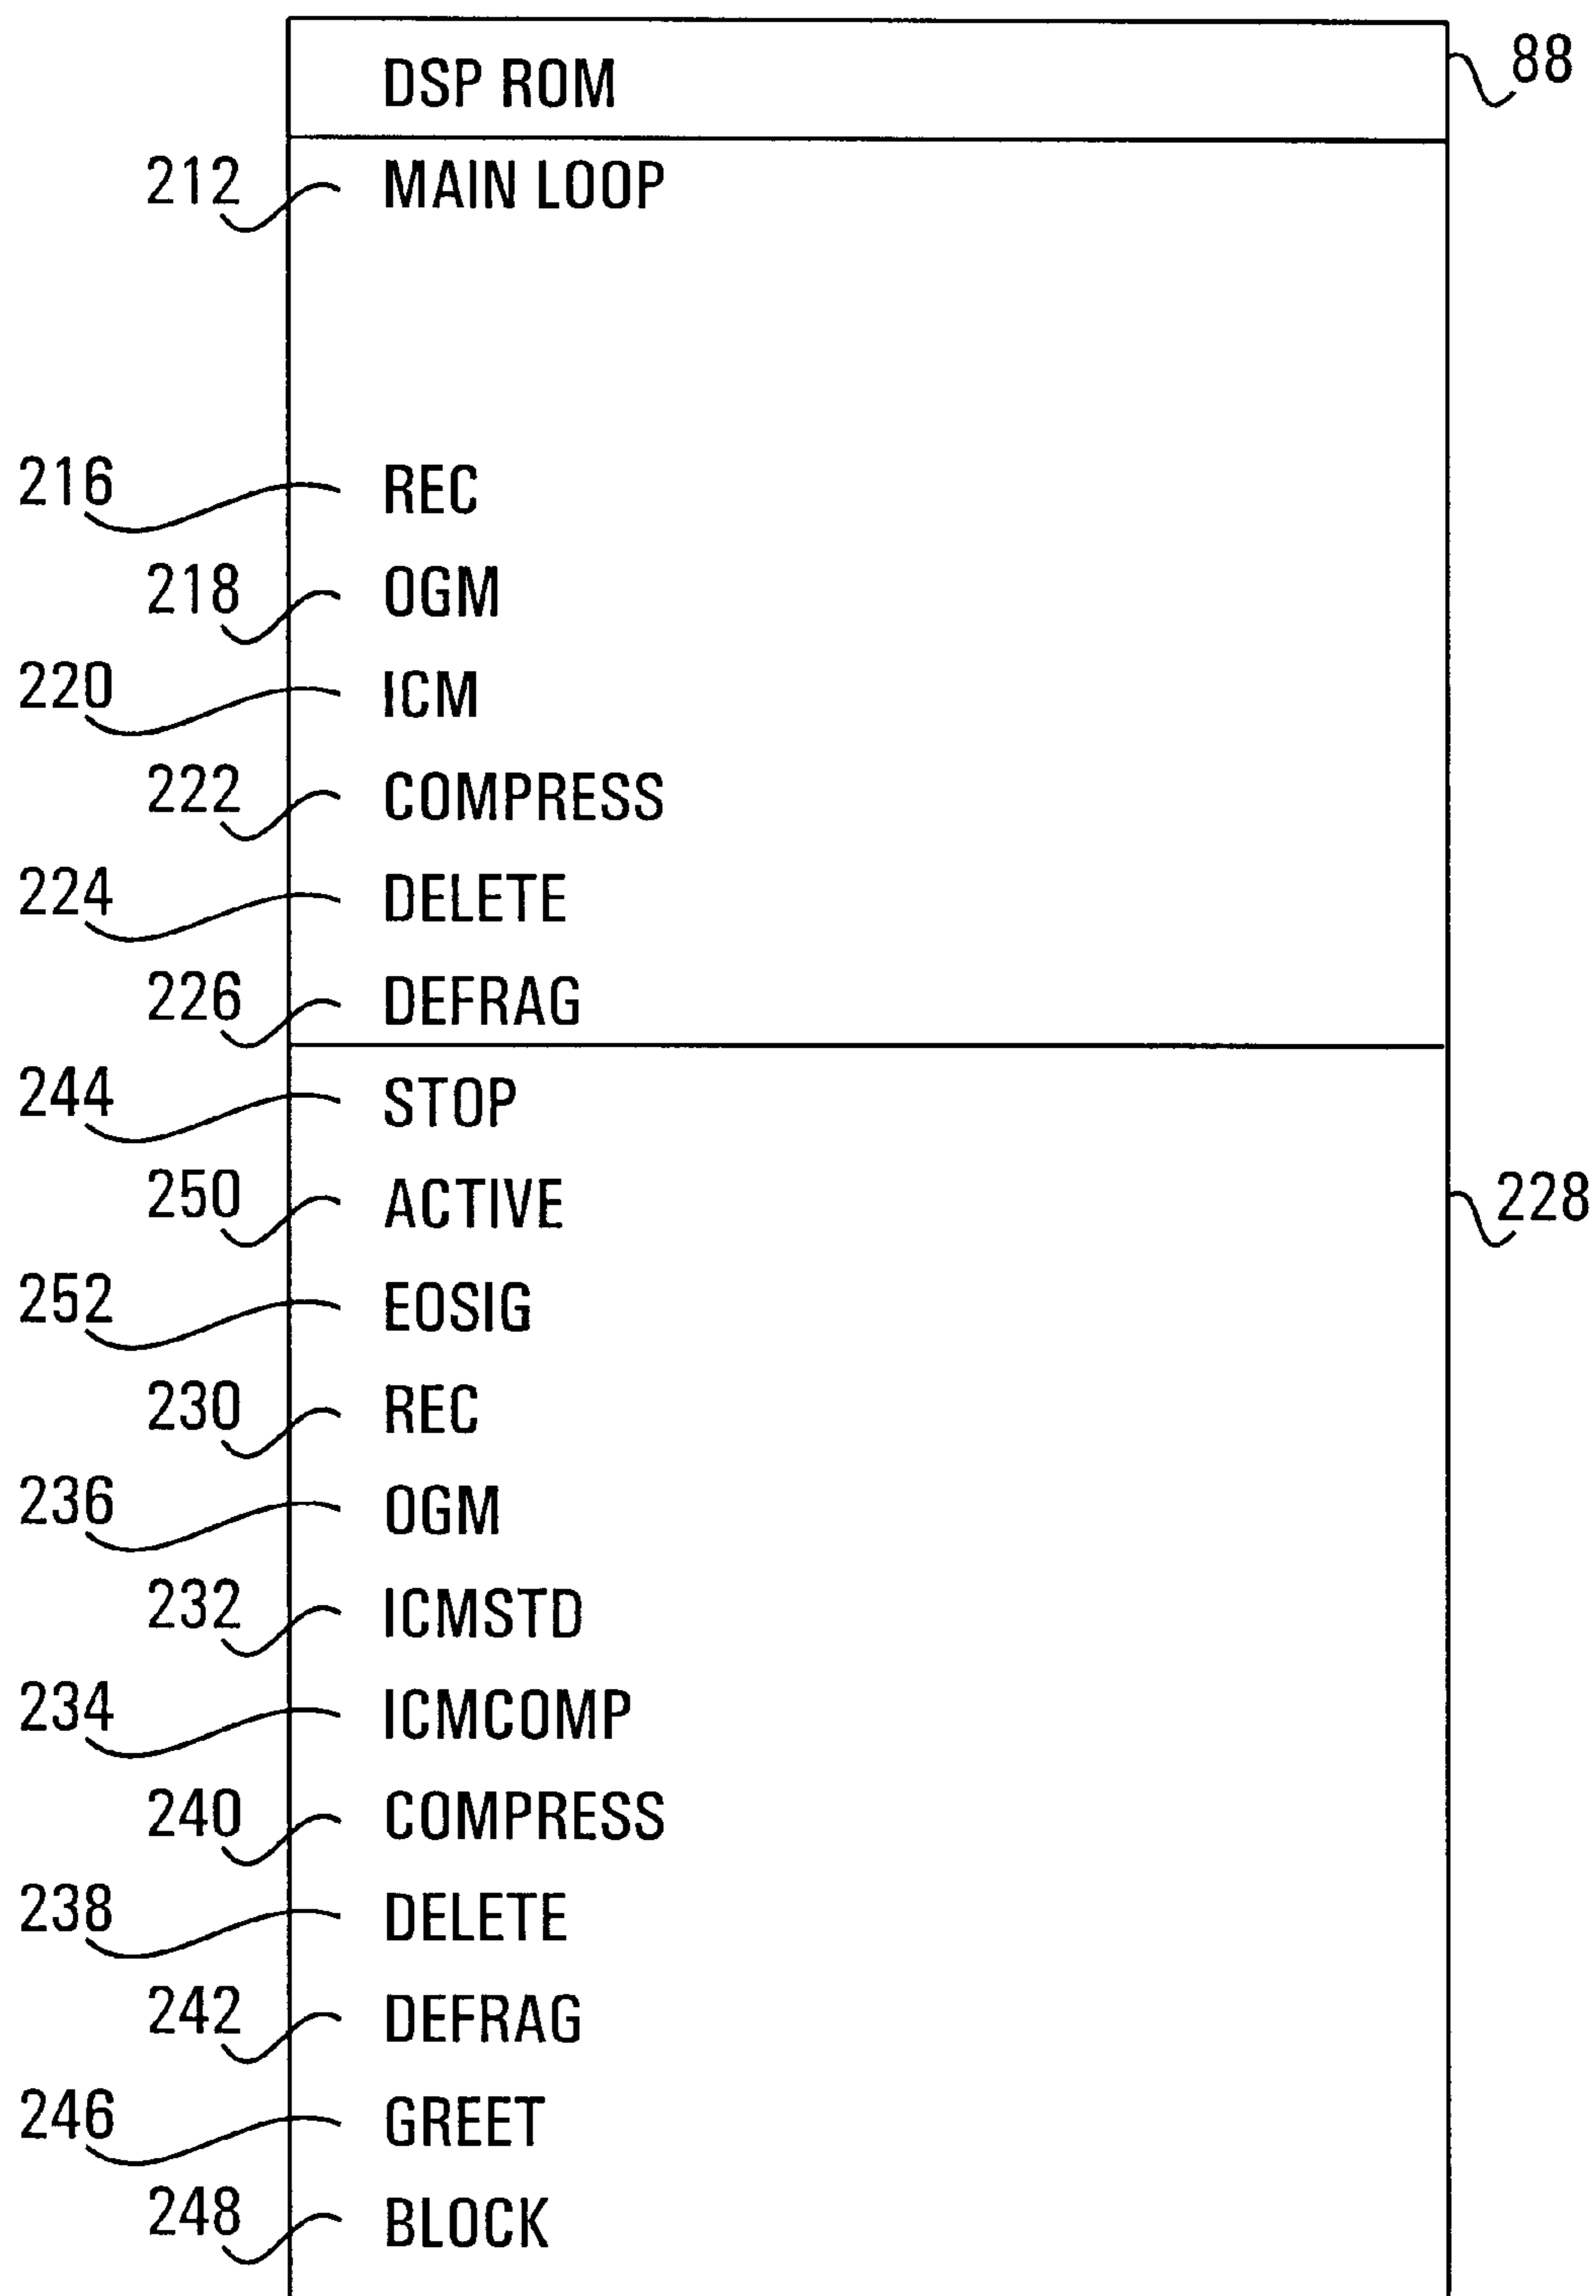 DSP ROM 88
212 MAIN LOOP
216 REC
218 OGM
220 ICM
222 COMPRESS
224 DELETE
226 DEFRAG
244 STOP
250 ACTIVE 228
252 EOSIG
230 REC
236 OGM
232 ICMSTD
234 ICMCOMP
240 COMPRESS
238 DELETE
242 DEFRAG
246 GREET
248 BLOCK